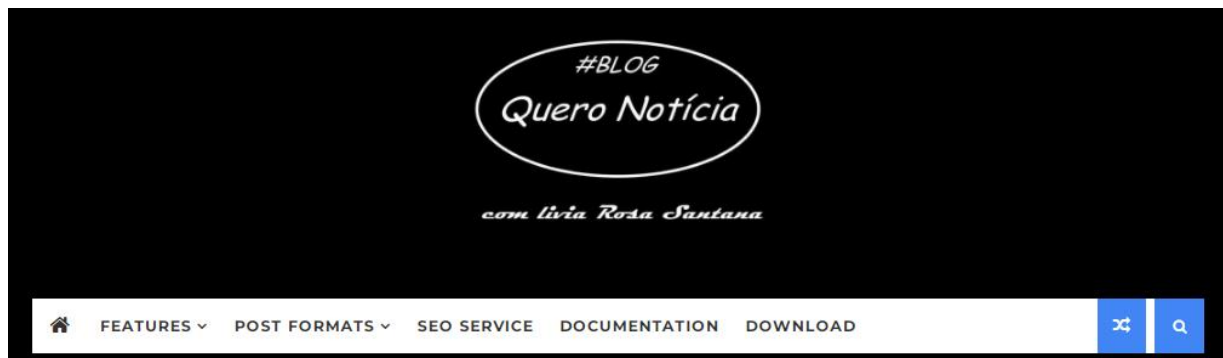 #BLOG
Quero Notícia
com livia Rosa Santana
FEATURES POST FORMATS SEO SERVICE DOCUMENTATION DOWNLOAD